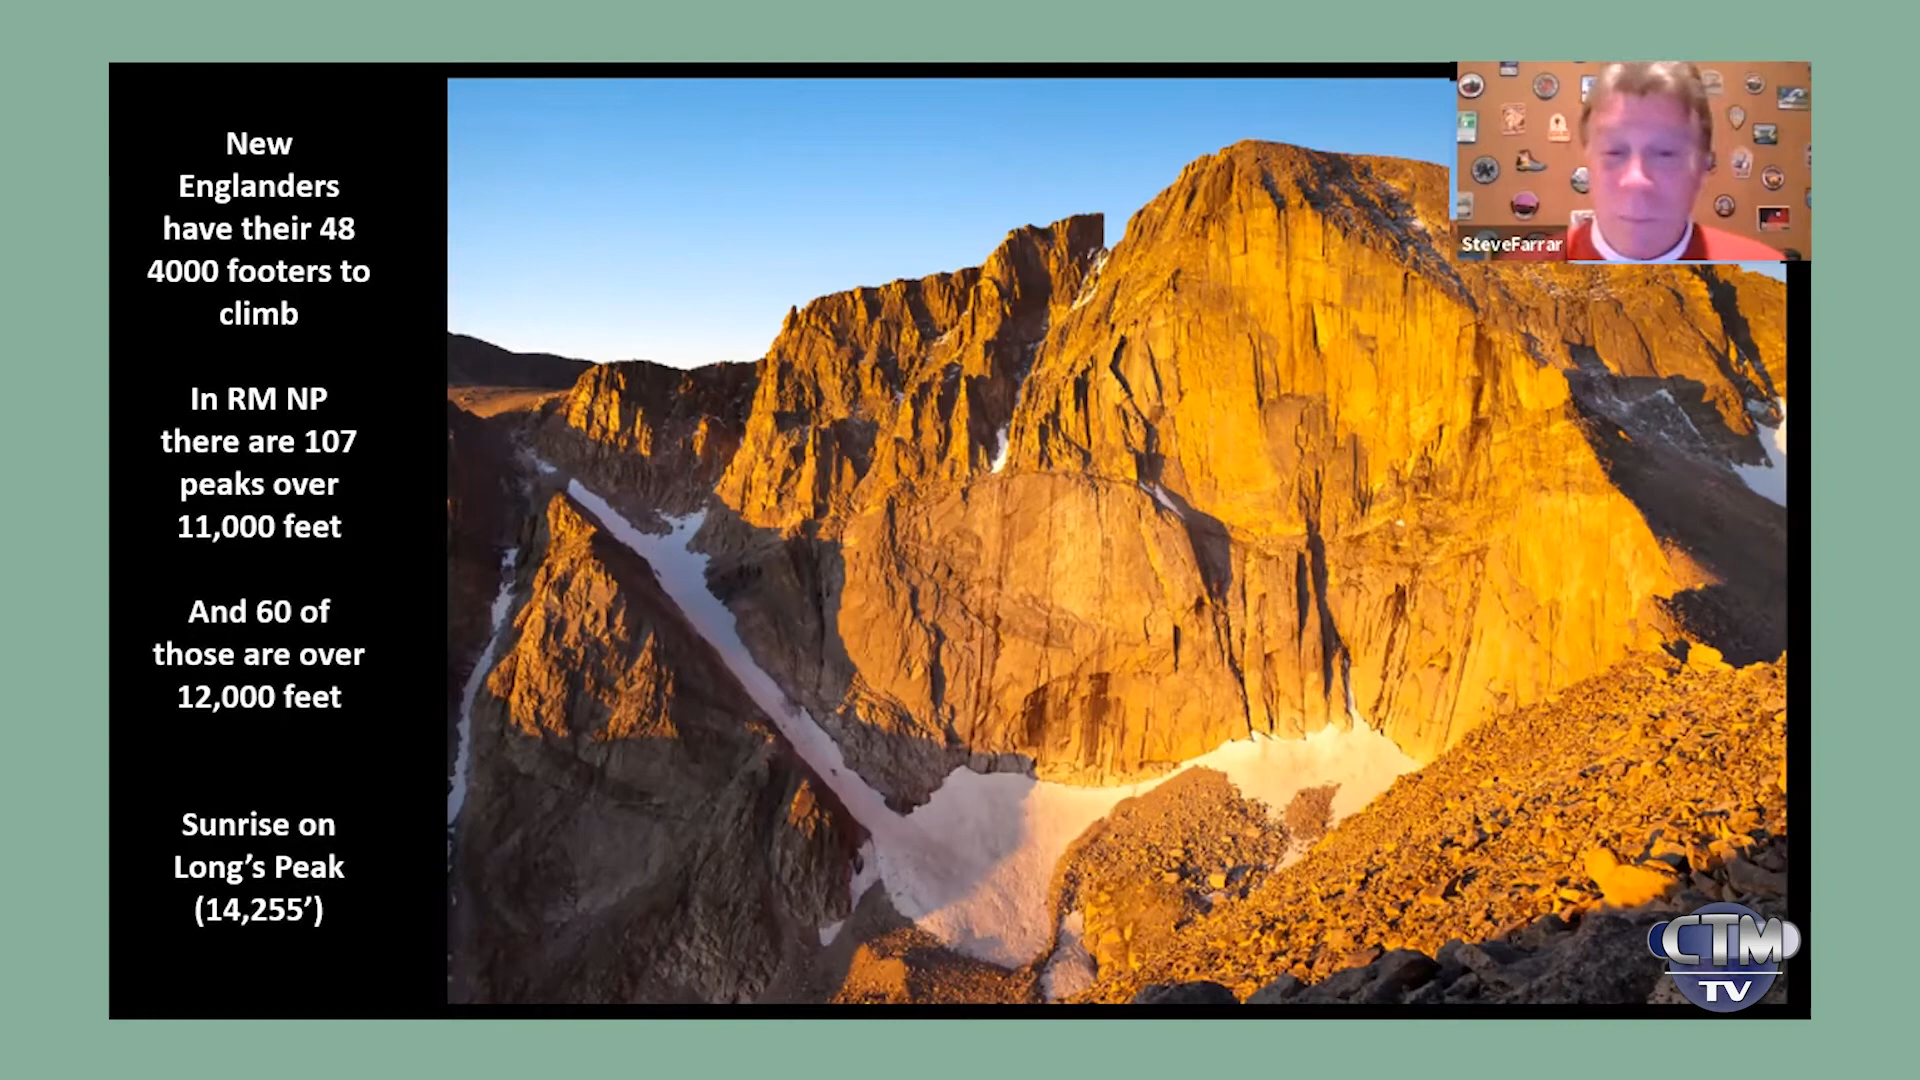 New
Englanders
have their 48
4000 footers to
climb
In RM NP
there are 107
peaks over
11,000 feet
And 60 of
those are over
12,000 feet
Sunrise on
Long’s Peak
(14,255’)
SteveFarrar
CTM
TV